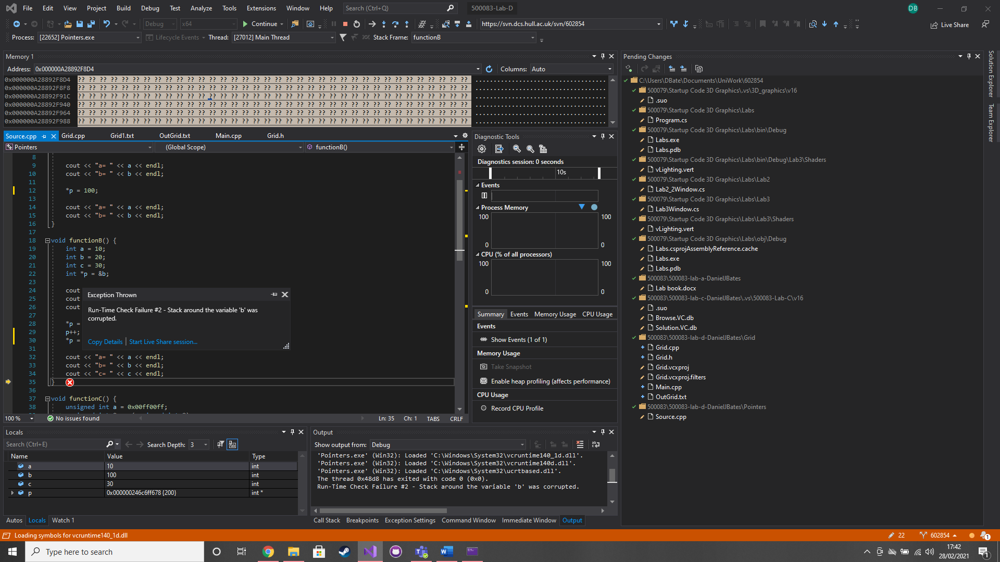 File Edit View Project Build Debug Test Analyze Tools Extensions Window Help Search (Ctrl+Q) 500083-Lab-D DB
Debug x64 Continue https://svn.dcs.hull.ac.uk/svn/602854 Live Share
Process: [22652] Pointers.exe Lifecycle Events Thread: [27012] Main Thread Stack Frame: functionB
Memory 1
Address: 0x000000A28892F8D4 Columns: Auto
0x000000A28892F8D4 ?? ?? ?? ?? ?? ?? ?? ?? ?? ?? ?? ?? ?? ?? ?? ?? ?? ?? ?? ?? ?? ?? ?? ?? ?? ?? ?? ?? ?? ?? ?? ?? ?? ?? ?? ?? ....................................
0x000000A28892F8F8 ?? ?? ?? ?? ?? ?? ?? ?? ?? ?? ?? ?? ?? ?? ?? ?? ?? ?? ?? ?? ?? ?? ?? ?? ?? ?? ?? ?? ?? ?? ?? ?? ?? ?? ?? ?? ....................................
0x000000A28892F91C ?? ?? ?? ?? ?? ?? ?? ?? ?? ?? ?? ?? ?? ?? ?? ?? ?? ?? ?? ?? ?? ?? ?? ?? ?? ?? ?? ?? ?? ?? ?? ?? ?? ?? ?? ?? ....................................
0x000000A28892F940 ?? ?? ?? ?? ?? ?? ?? ?? ?? ?? ?? ?? ?? ?? ?? ?? ?? ?? ?? ?? ?? ?? ?? ?? ?? ?? ?? ?? ?? ?? ?? ?? ?? ?? ?? ?? ....................................
0x000000A28892F964 ?? ?? ?? ?? ?? ?? ?? ?? ?? ?? ?? ?? ?? ?? ?? ?? ?? ?? ?? ?? ?? ?? ?? ?? ?? ?? ?? ?? ?? ?? ?? ?? ?? ?? ?? ?? ....................................
0x000000A28892F988 ?? ?? ?? ?? ?? ?? ?? ?? ?? ?? ?? ?? ?? ?? ?? ?? ?? ?? ?? ?? ?? ?? ?? ?? ?? ?? ?? ?? ?? ?? ?? ?? ?? ?? ?? ?? ....................................
Source.cpp Grid.cpp Grid1.txt OutGrid.txt Main.cpp Grid.h
Pointers (Global Scope) functionB()
8
9 cout << "a= " << a << endl;
10 cout << "b= " << b << endl;
11
12 *p = 100;
13
14 cout << "a= " << a << endl;
15 cout << "b= " << b << endl;
16 }
17
18 void functionB() {
19 int a = 10;
20 int b = 20;
21 int c = 30;
22 int *p = &b;
23
24 cout
25 cout
26 cout
27
28 *p =
29 p++;
30 *p =
31
32 cout << "a= " << a << endl;
33 cout << "b= " << b << endl;
34 cout << "c= " << c << endl;
35 }
36
37 void functionC() {
38 unsigned int a = 0x00ff00ff;
Exception Thrown
Run-Time Check Failure #2 - Stack around the variable 'b' was
corrupted.
Copy Details | Start Live Share session...
100 % No issues found Ln: 35 Ch: 1 TABS CRLF
Diagnostic Tools
Diagnostics session: 0 seconds
10s
Events
Process Memory
100 100
0 0
CPU (% of all processors)
100 100
0 0
Summary Events Memory Usage CPU Usage
Events
Show Events (1 of 1)
Memory Usage
Take Snapshot
Enable heap profiling (affects performance)
CPU Usage
Record CPU Profile
Locals
Search (Ctrl+E) Search Depth: 3
Name Value Type
a 10 int
b 100 int
c 30 int
p 0x000000246c6ff678 {200} int *
Autos Locals Watch 1
Output
Show output from: Debug
'Pointers.exe' (Win32): Loaded 'C:\Windows\System32\vcruntime140_1d.dll'.
'Pointers.exe' (Win32): Loaded 'C:\Windows\System32\vcruntime140d.dll'.
'Pointers.exe' (Win32): Loaded 'C:\Windows\System32\ucrtbased.dll'.
The thread 0x48d8 has exited with code 0 (0x0).
Run-Time Check Failure #2 - Stack around the variable 'b' was corrupted.
Call Stack Breakpoints Exception Settings Command Window Immediate Window Output
Pending Changes
C:\Users\DBate\Documents\UniWork\602854
500079\Startup Code 3D Graphics\.vs\3D_graphics\v16
.suo
500079\Startup Code 3D Graphics\Labs
Program.cs
500079\Startup Code 3D Graphics\Labs\bin\Debug
Labs.exe
Labs.pdb
500079\Startup Code 3D Graphics\Labs\bin\Debug\Lab3\Shaders
vLighting.vert
500079\Startup Code 3D Graphics\Labs\Lab2
Lab2_2Window.cs
500079\Startup Code 3D Graphics\Labs\Lab3
Lab3Window.cs
500079\Startup Code 3D Graphics\Labs\Lab3\Shaders
vLighting.vert
500079\Startup Code 3D Graphics\Labs\obj\Debug
Labs.csprojAssemblyReference.cache
Labs.exe
Labs.pdb
500083\500083-lab-a-DanielJBates
Lab book.docx
500083\500083-lab-c-DanielJBates\.vs\500083-Lab-C\v16
.suo
Browse.VC.db
Solution.VC.db
500083\500083-lab-d-DanielJBates\Grid
Grid.cpp
Grid.h
Grid.vcxproj
Grid.vcxproj.filters
Main.cpp
OutGrid.txt
500083\500083-lab-d-DanielJBates\Pointers
Source.cpp
Solution Explorer
Team Explorer
Loading symbols for vcruntime140_1d.dll 22 602854 1
Type here to search
17:42
28/02/2021
1